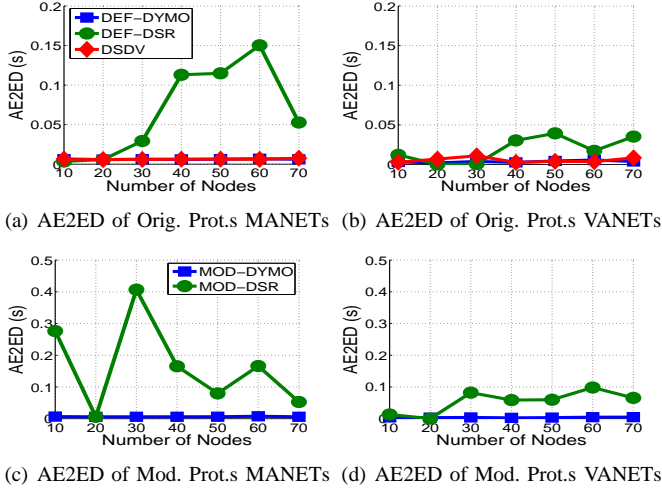 0.2
0.15
0.1
0.05
0
AE2ED (s)
10 20 30 40 50 60 70
Number of Nodes
DEF−DYMO
DEF−DSR
DSDV
(a) AE2ED of Orig. Prot.s MANETs
0.2
0.15
0.1
0.05
0
AE2ED (s)
10 20 30 40 50 60 70
Number of Nodes
(b) AE2ED of Orig. Prot.s VANETs
0.5
0.4
0.3
0.2
0.1
0
AE2ED (s)
10 20 30 40 50 60 70
Number of Nodes
MOD−DYMO
MOD−DSR
(c) AE2ED of Mod. Prot.s MANETs
0.5
0.4
0.3
0.2
0.1
0
AE2ED (s)
10 20 30 40 50 60 70
Number of Nodes
(d) AE2ED of Mod. Prot.s VANETs